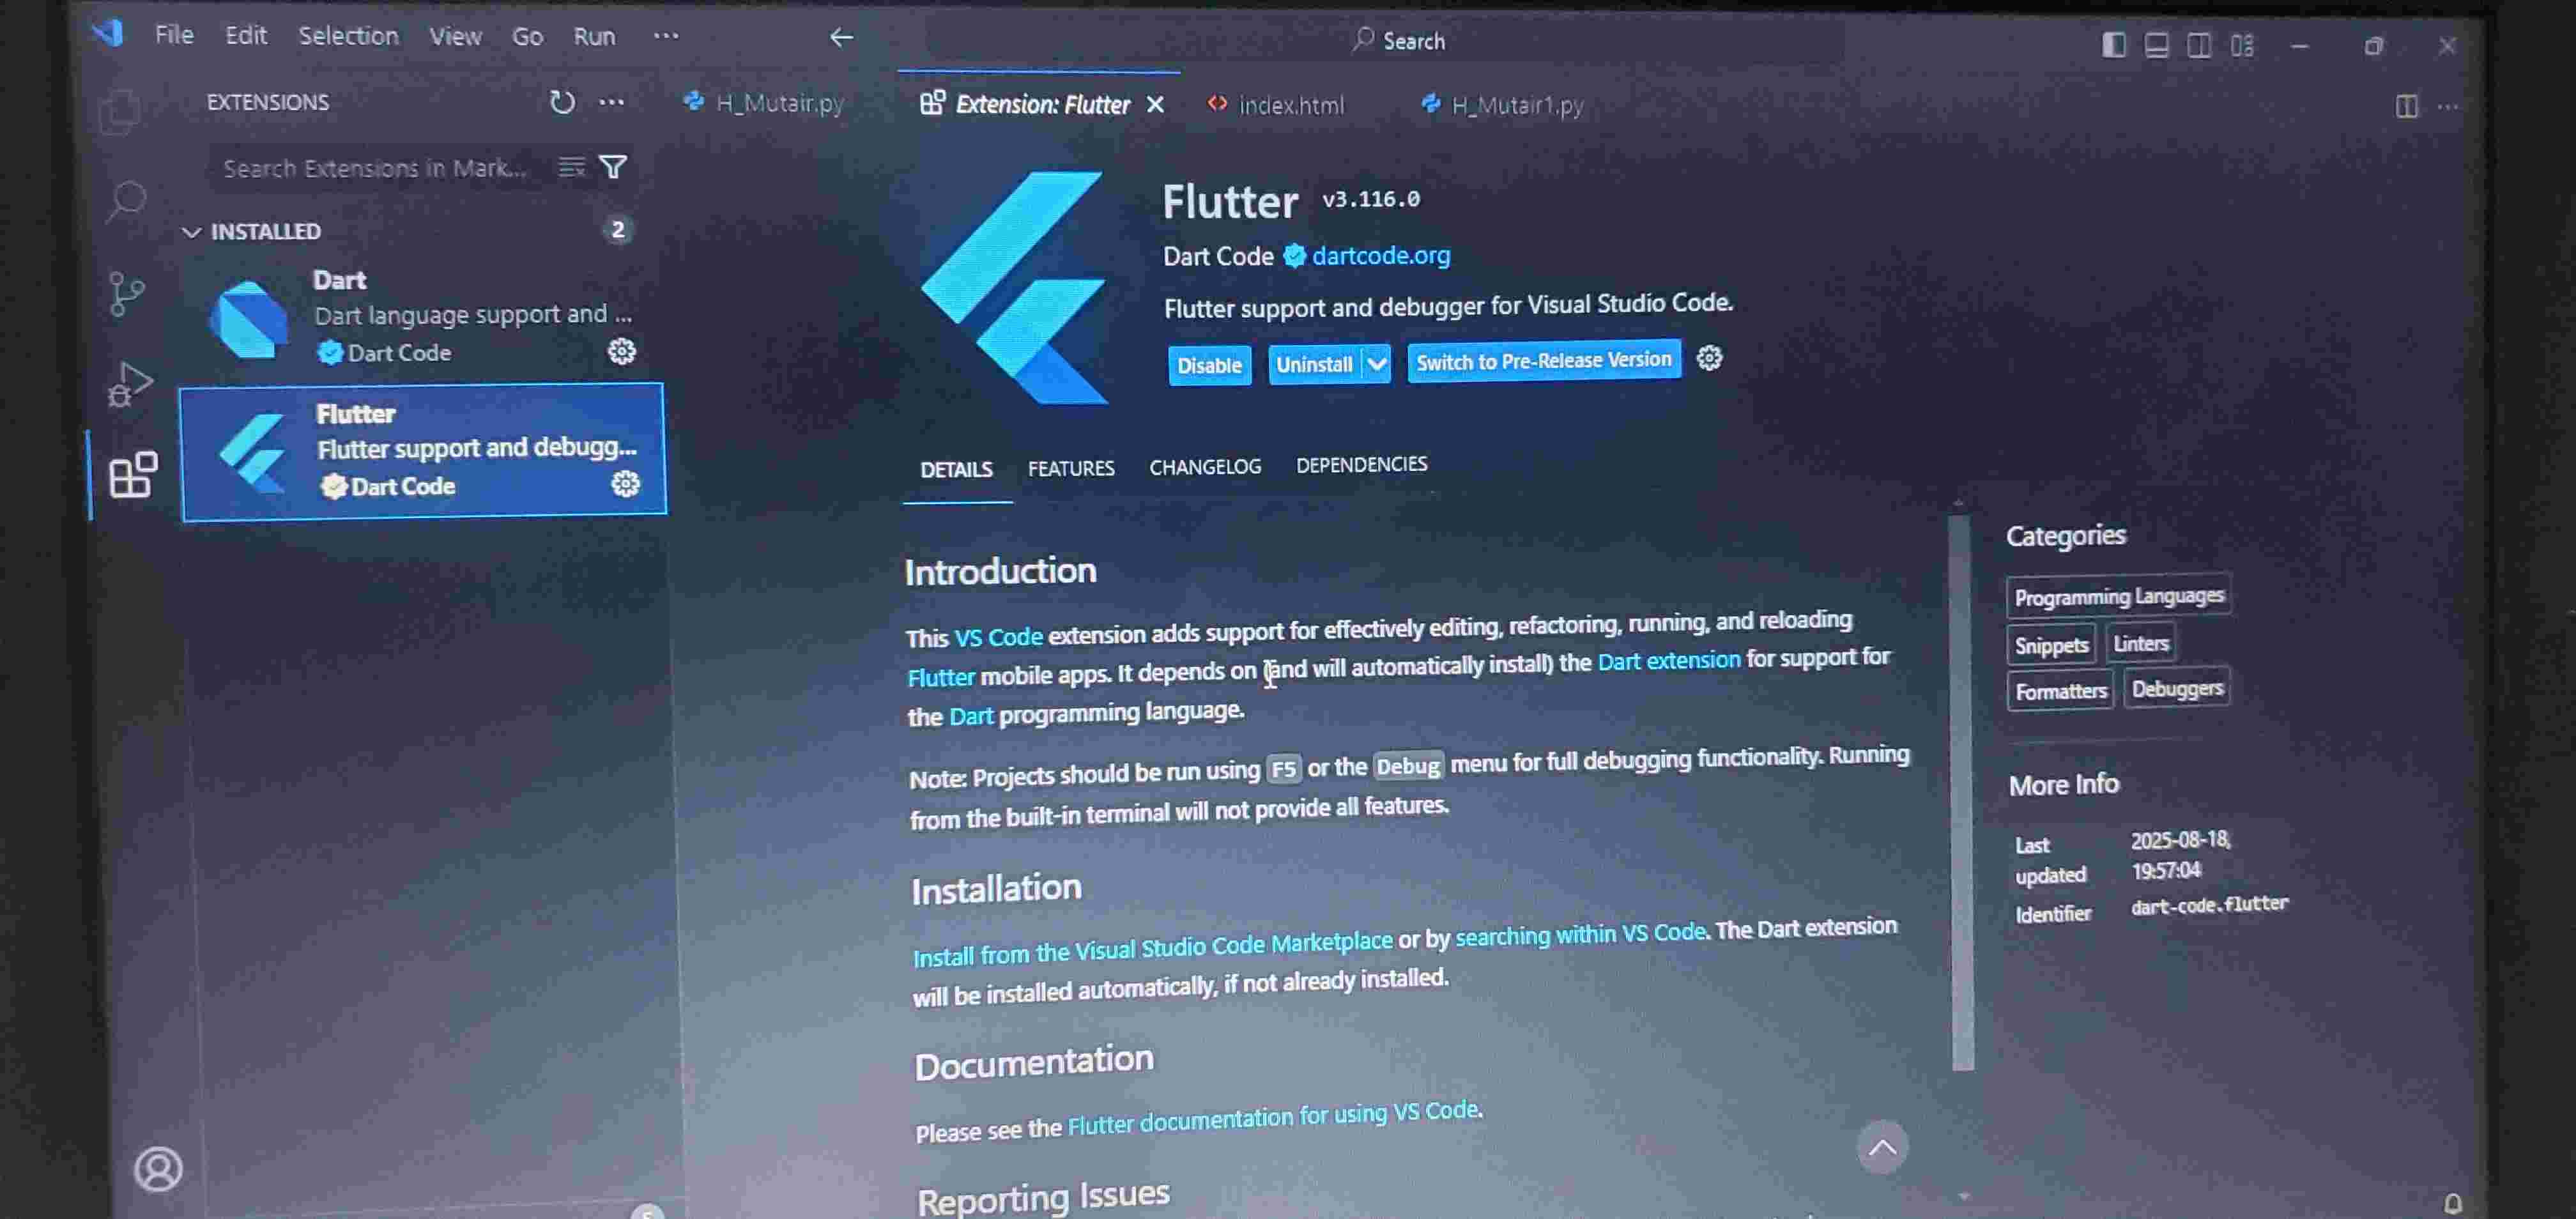 File Edit Selection View Go Run ...
Search
EXTENSIONS
Search Extensions in Mark...
INSTALLED
2
Dart
Dart language support and ...
Dart Code
Flutter
Flutter support and debugg...
Dart Code
H_Mutair.py
Extension: Flutter
index.html
H_Mutair1.py
Flutter v3.116.0
Dart Code dartcode.org
Flutter support and debugger for Visual Studio Code.
Disable Uninstall Switch to Pre-Release Version
DETAILS FEATURES CHANGELOG DEPENDENCIES
Introduction
This VS Code extension adds support for effectively editing, refactoring, running, and reloading
Flutter mobile apps. It depends on (and will automatically install) the Dart extension for support for
the Dart programming language.
Note: Projects should be run using F5 or the Debug menu for full debugging functionality. Running
from the built-in terminal will not provide all features.
Installation
Install from the Visual Studio Code Marketplace or by searching within VS Code. The Dart extension
will be installed automatically, if not already installed.
Documentation
Please see the Flutter documentation for using VS Code.
Reporting Issues
Categories
Programming Languages
Snippets Linters
Formatters Debuggers
More Info
Last 2025-08-18,
updated 19:57:04
Identifier dart-code.flutter